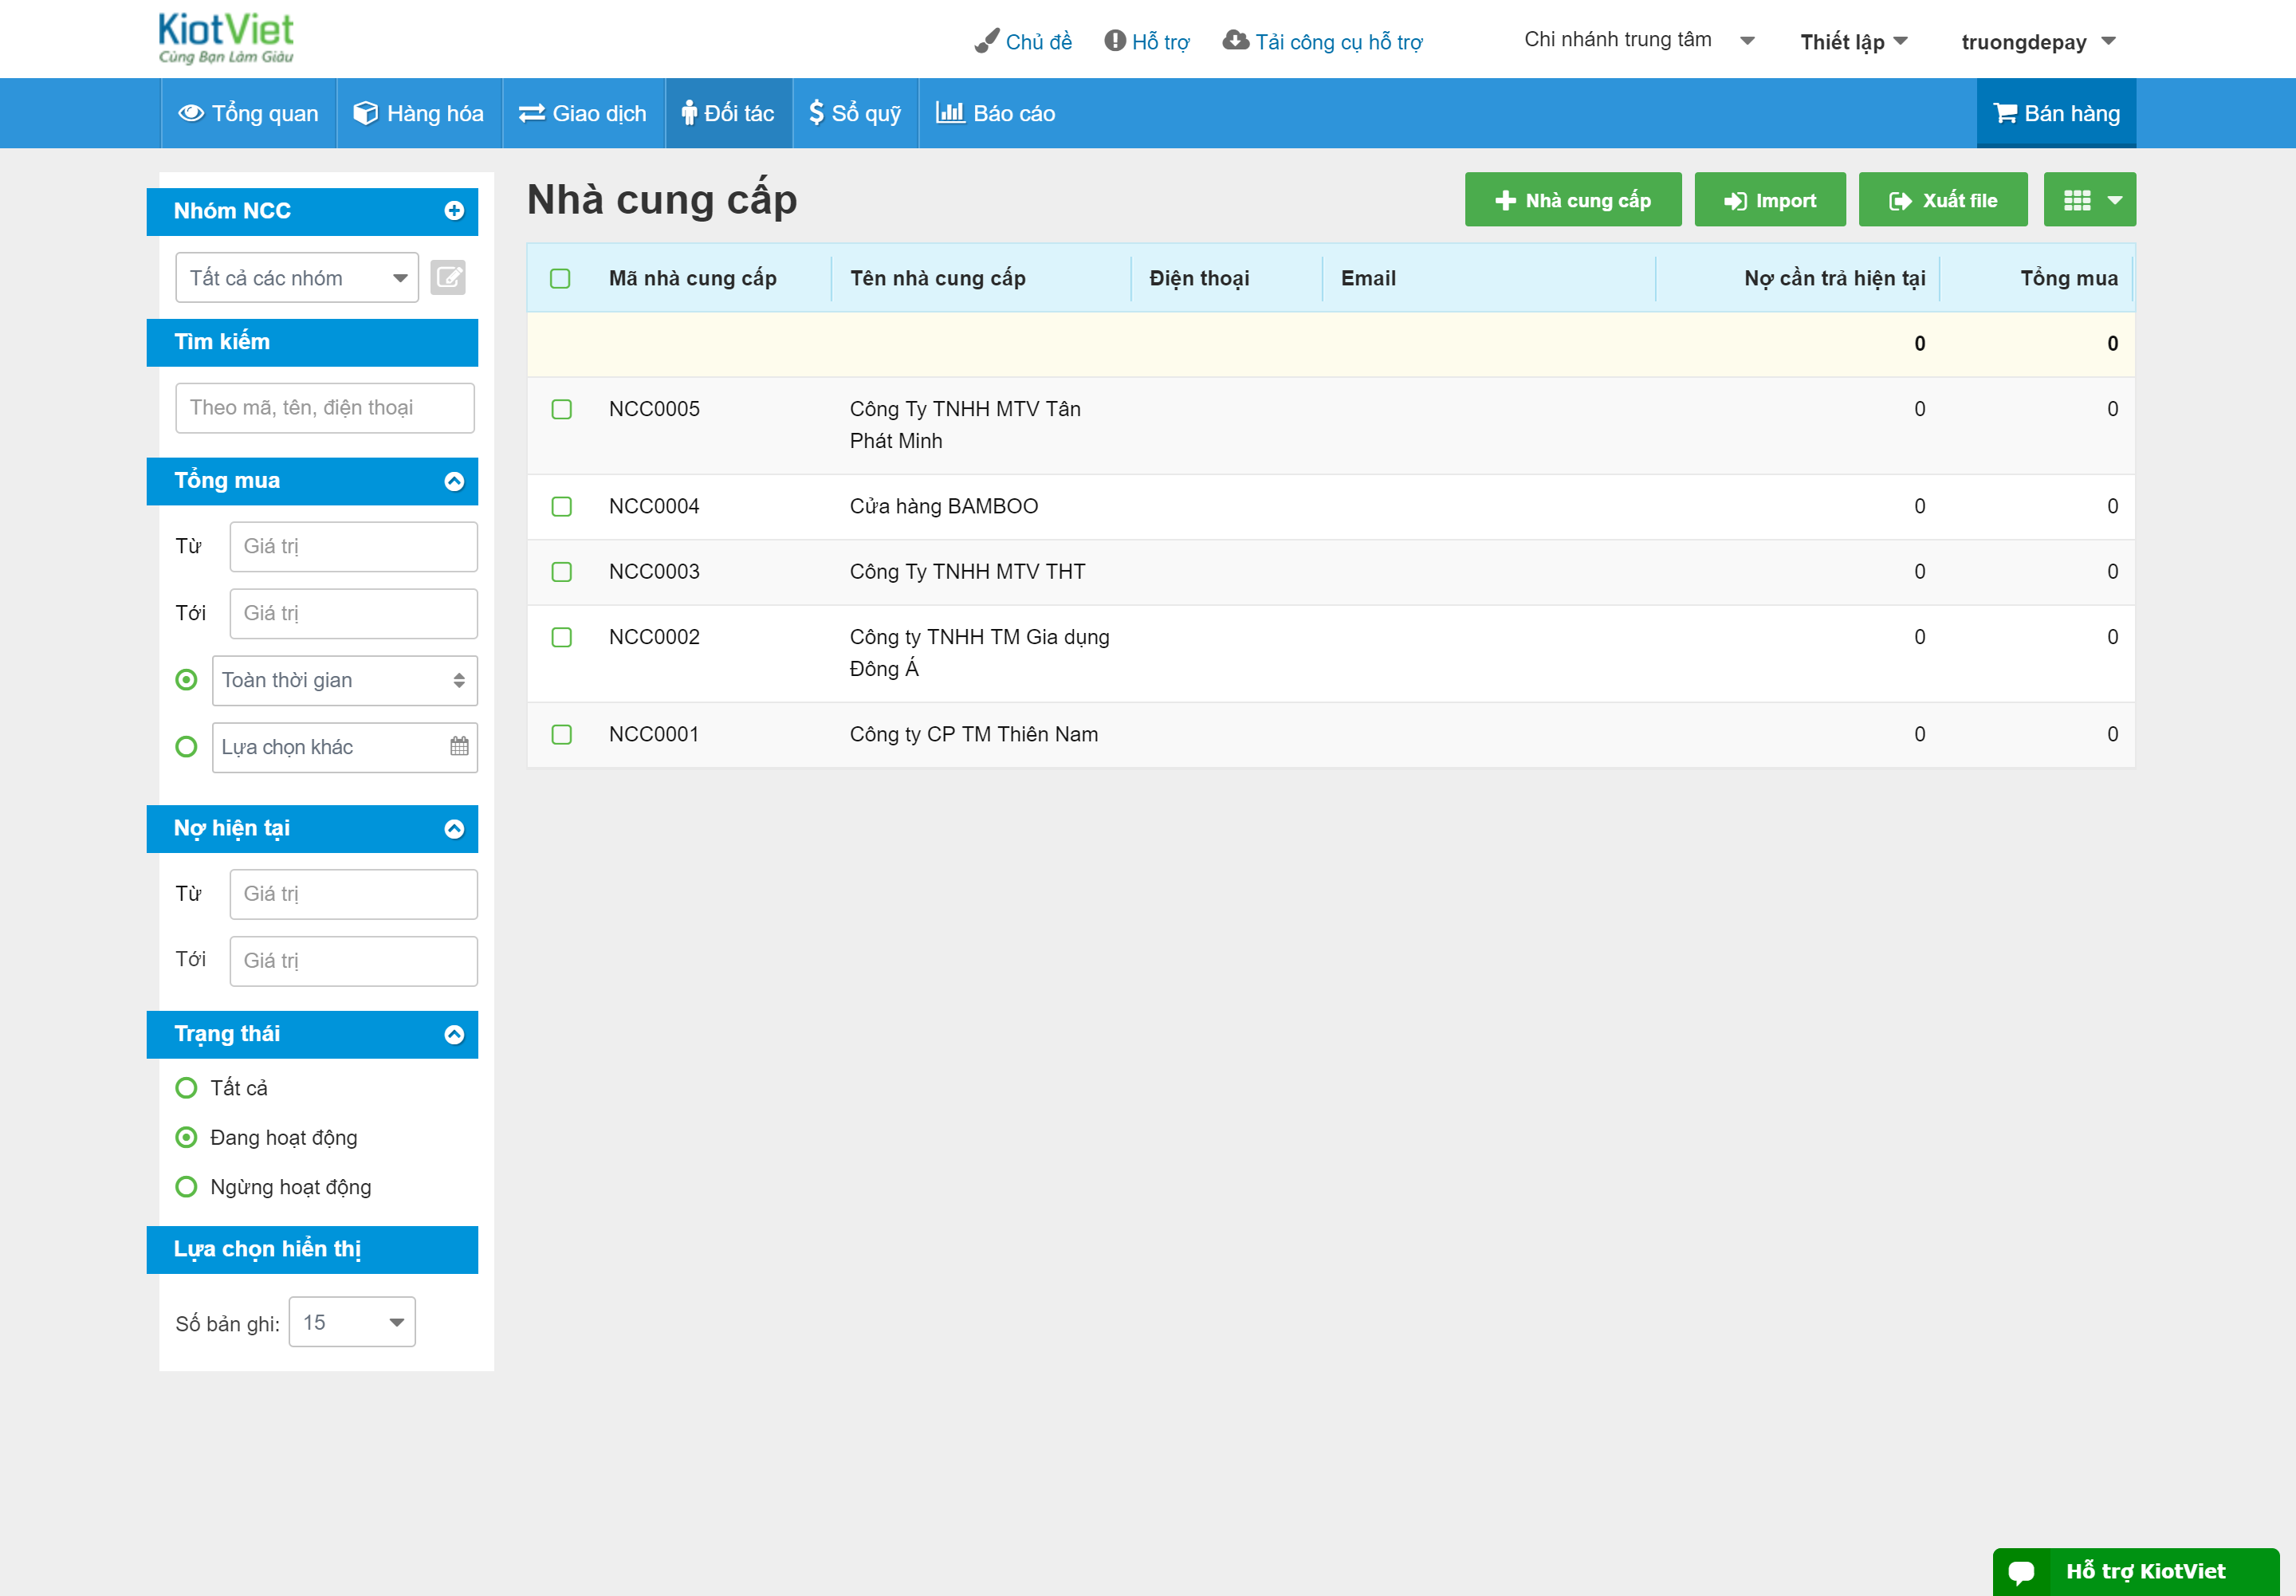 KiotViet
Cùng Bạn Làm Giàu
Chủ đề
Hỗ trợ
Tải công cụ hỗ trợ
Chi nhánh trung tâm
Thiết lập
truongdepay
Tổng quan
Hàng hóa
Giao dịch
Đối tác
Sổ quỹ
Báo cáo
Bán hàng
Nhóm NCC
Tất cả các nhóm
Tìm kiếm
Theo mã, tên, điện thoại
Tổng mua
Từ
Giá trị
Tới
Giá trị
Toàn thời gian
Lựa chọn khác
Nợ hiện tại
Từ
Giá trị
Tới
Giá trị
Trạng thái
Tất cả
Đang hoạt động
Ngừng hoạt động
Lựa chọn hiển thị
Số bản ghi: 15
Nhà cung cấp
Nhà cung cấp
Import
Xuất file
Mã nhà cung cấp Tên nhà cung cấp Điện thoại Email Nợ cần trả hiện tại Tổng mua
0 0
NCC0005 Công Ty TNHH MTV Tân 0 0
Phát Minh
NCC0004 Cửa hàng BAMBOO 0 0
NCC0003 Công Ty TNHH MTV THT 0 0
NCC0002 Công ty TNHH TM Gia dụng 0 0
Đông Á
NCC0001 Công ty CP TM Thiên Nam 0 0
Hỗ trợ KiotViet